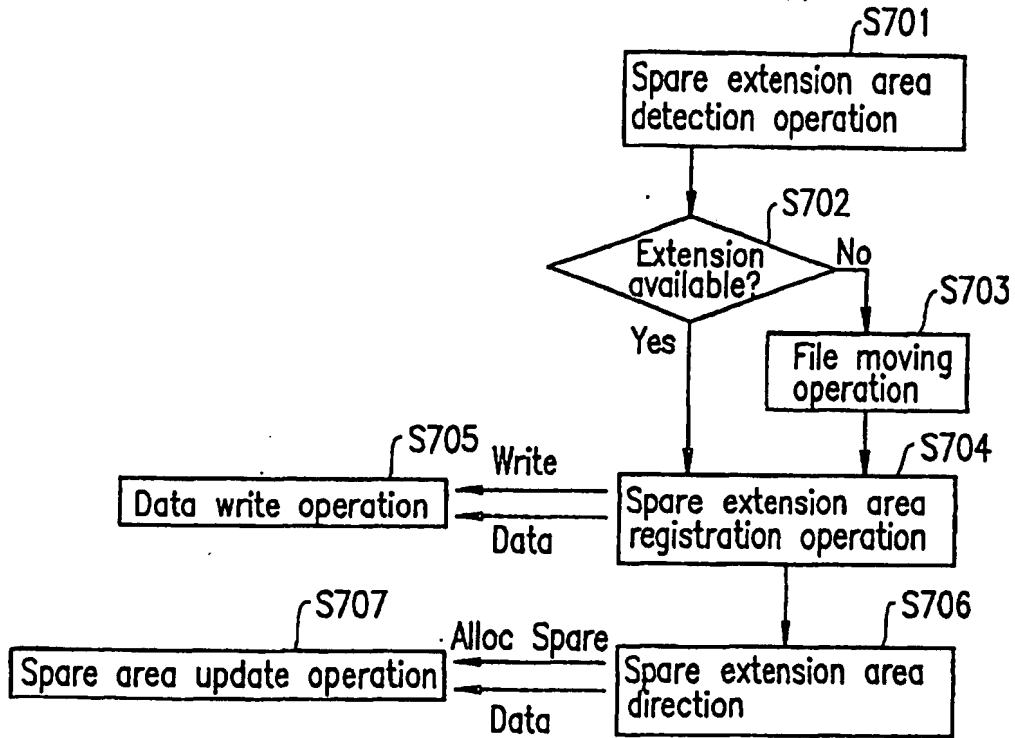 S701
Spare extension area
detection operation
S702
Extension
available?
No
Yes
S703
File moving
operation
S704
Spare extension area
registration operation
S705
Write
Data write operation
Data
S706
Spare extension area
direction
S707
Alloc Spare
Spare area update operation
Data